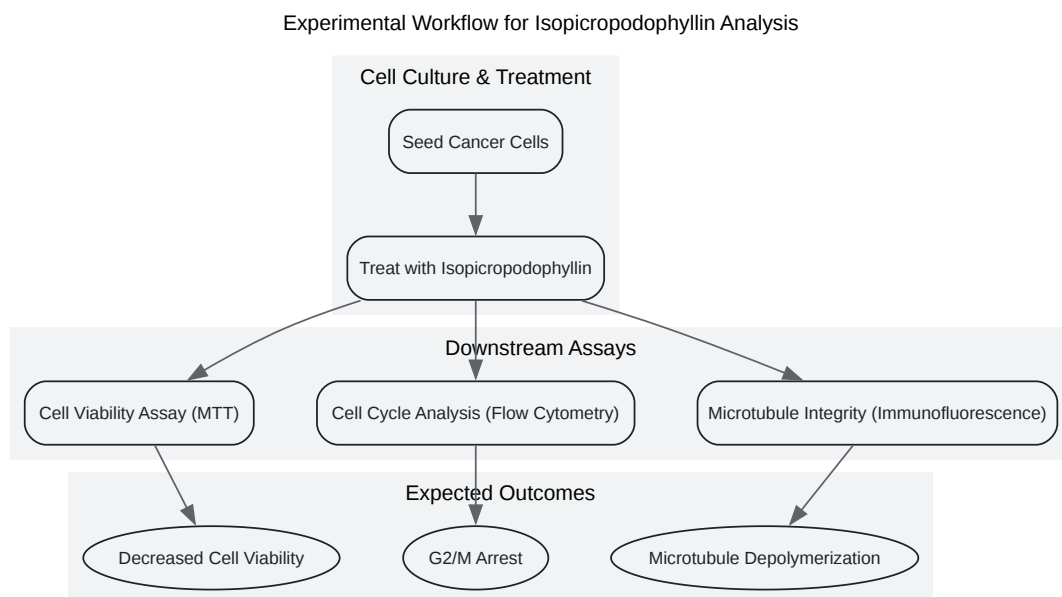 Experimental Workflow for Isopicropodophyllin Analysis
Cell Culture & Treatment
Seed Cancer Cells
Treat with Isopicropodophyllin
Downstream Assays
Cell Viability Assay (MTT)
Cell Cycle Analysis (Flow Cytometry)
Microtubule Integrity (Immunofluorescence)
Expected Outcomes
Decreased Cell Viability
G2/M Arrest
Microtubule Depolymerization